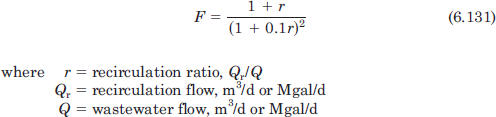 F = \frac{1 + r}{(1 + 0.1r)^2} (6.131)
where r = recirculation ratio, Q_r/Q
Q_r = recirculation flow, m^3/d or Mgal/d
Q = wastewater flow, m^3/d or Mgal/d